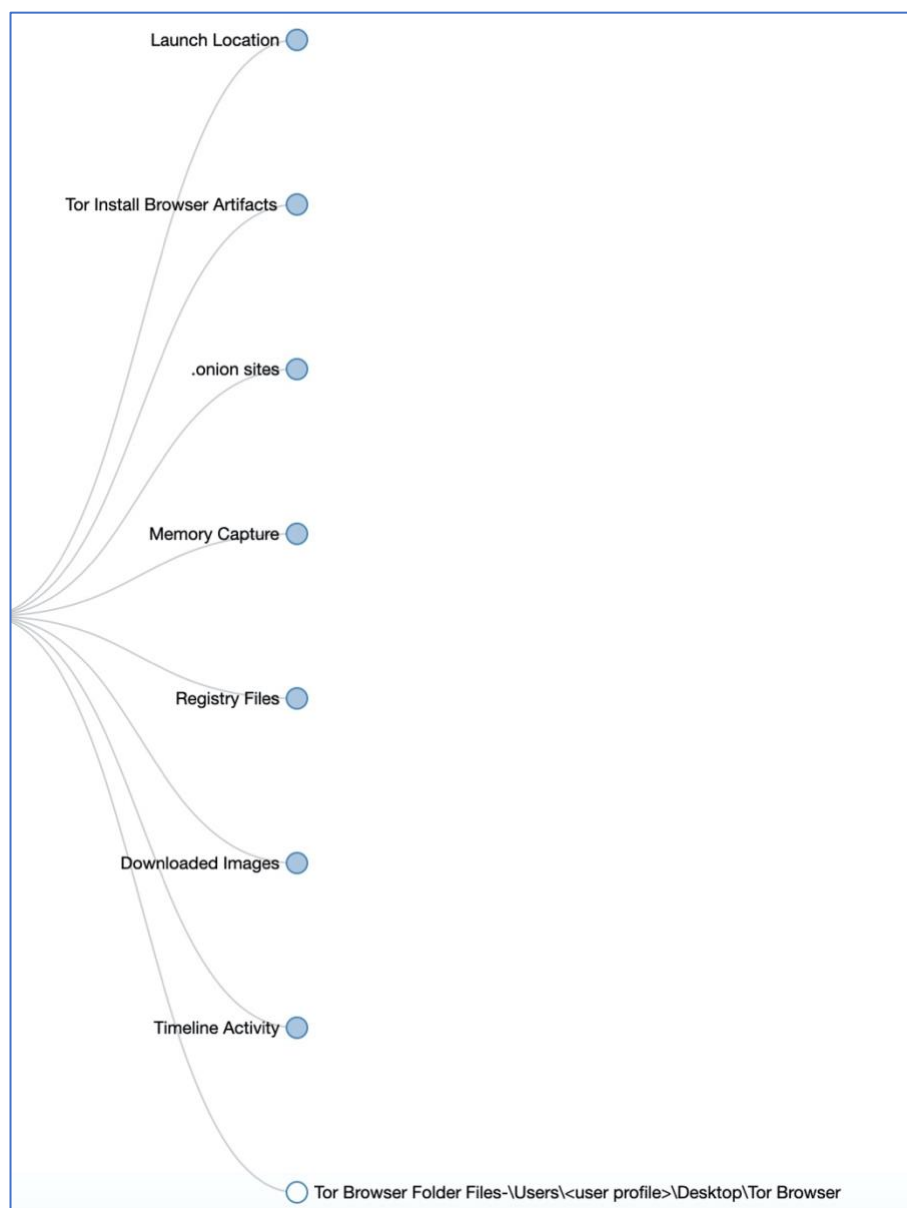 Launch Location
Tor Install Browser Artifacts
.onion sites
Memory Capture
Registry Files
Downloaded Images
Timeline Activity
Tor Browser Folder Files-\Users\<user profile>\Desktop\Tor Browser